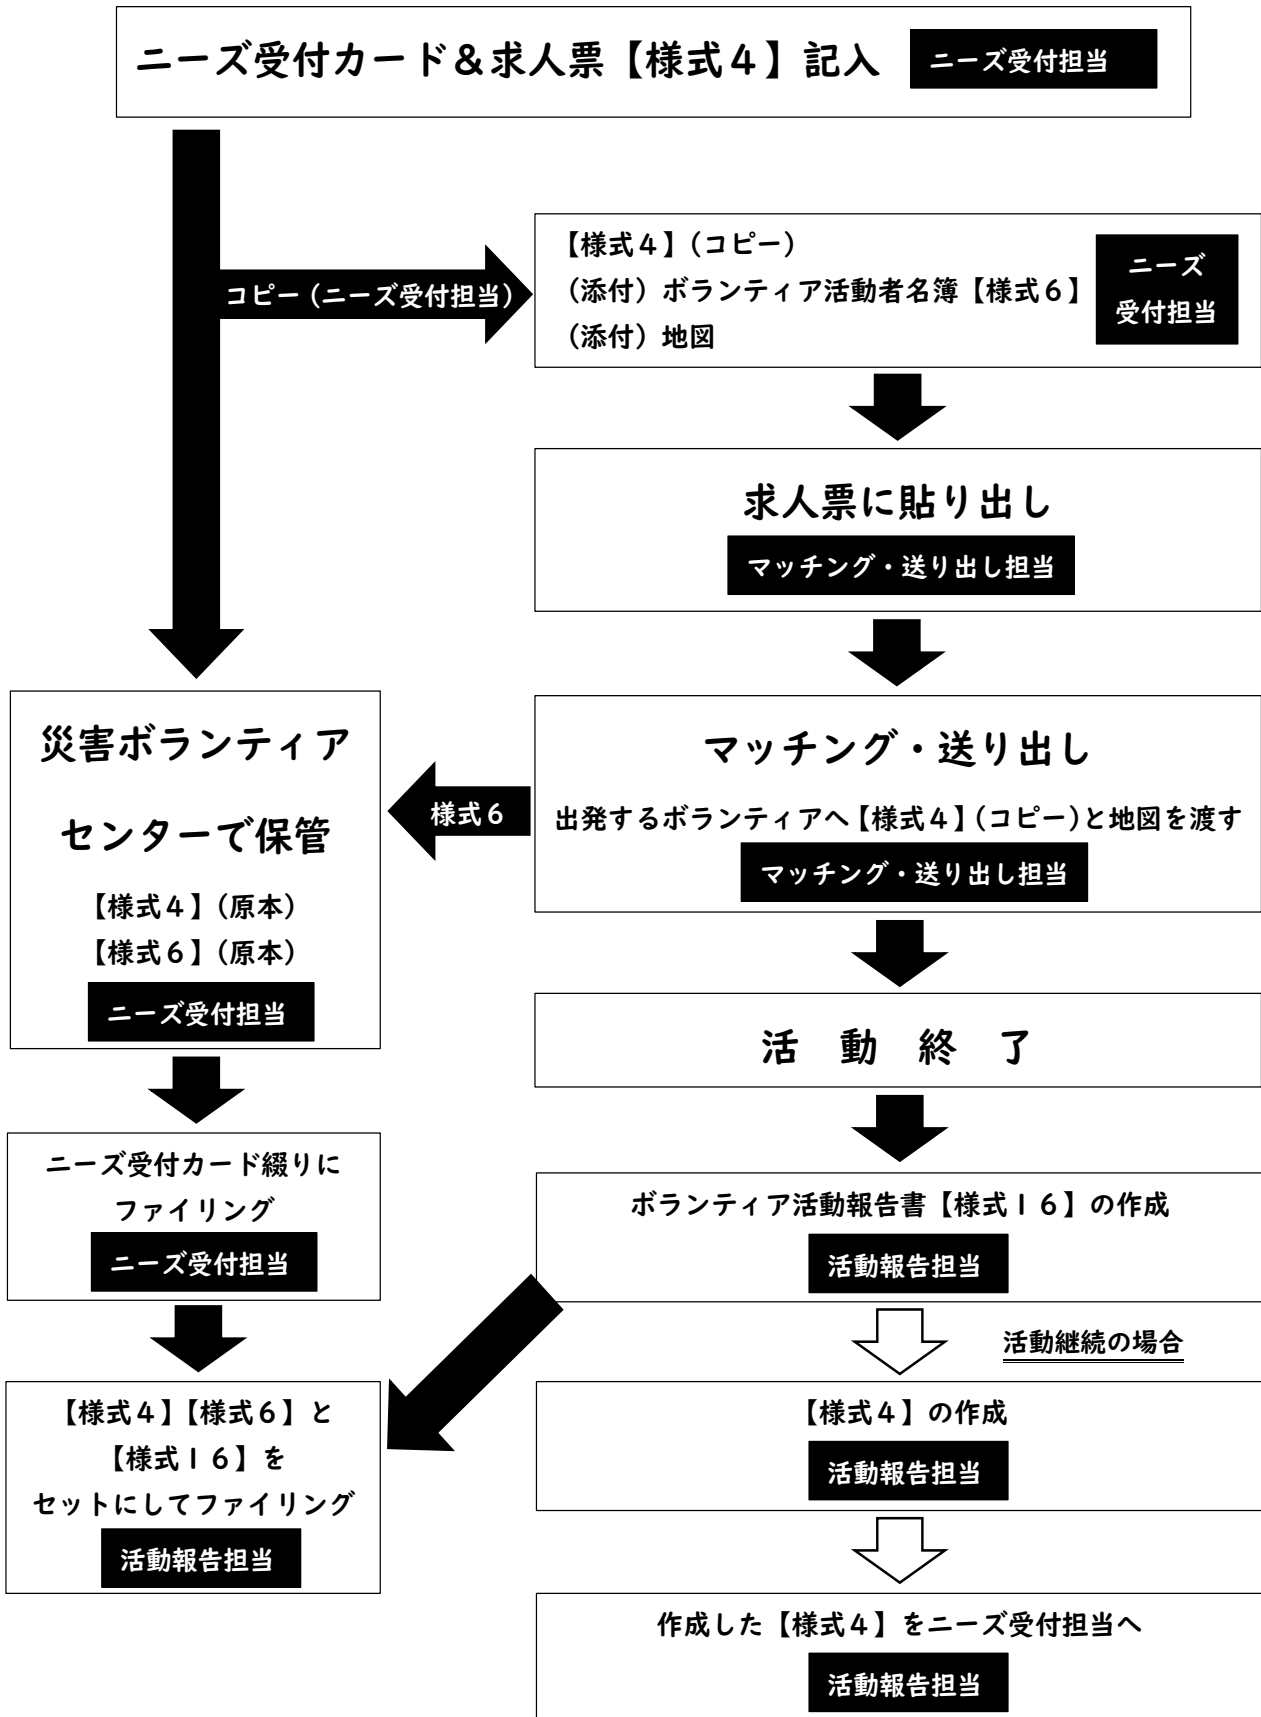 ニーズ受付カード＆求人票【様式４】記入 ニーズ受付担当
コピー（ニーズ受付担当）
【様式４】（コピー）
（添付）ボランティア活動者名簿【様式６】
（添付）地図
ニーズ
受付担当
求人票に貼り出し
マッチング・送り出し担当
マッチング・送り出し
出発するボランティアへ【様式４】（コピー）と地図を渡す
マッチング・送り出し担当
様式６
災害ボランティア
センターで保管
【様式４】（原本）
【様式６】（原本）
ニーズ受付担当
活　動　終　了
ニーズ受付カード綴りに
ファイリング
ニーズ受付担当
ボランティア活動報告書【様式１６】の作成
活動報告担当
活動継続の場合
【様式４】【様式６】と
【様式１６】を
セットにしてファイリング
活動報告担当
【様式４】の作成
活動報告担当
作成した【様式４】をニーズ受付担当へ
活動報告担当